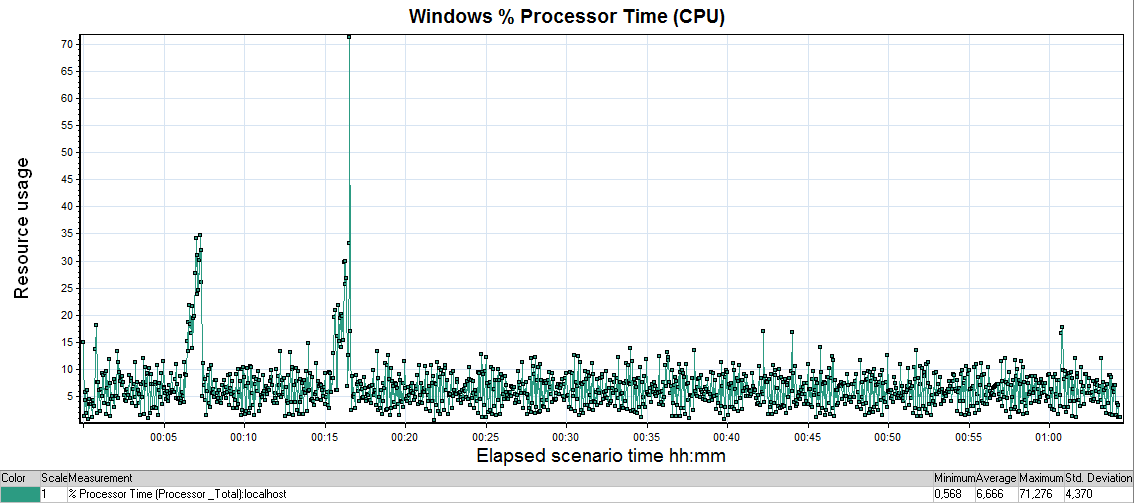 Windows % Processor Time (CPU)
Resource usage
70
65
60
55
50
45
40
35
30
25
20
15
10
5
00:05 00:10 00:15 00:20 00:25 00:30 00:35 00:40 00:45 00:50 00:55 01:00
Elapsed scenario time hh:mm
Color Scale Measurement Minimum Average Maximum Std. Deviation
1 % Processor Time (Processor _Total):localhost 0,568 6,666 71,276 4,370